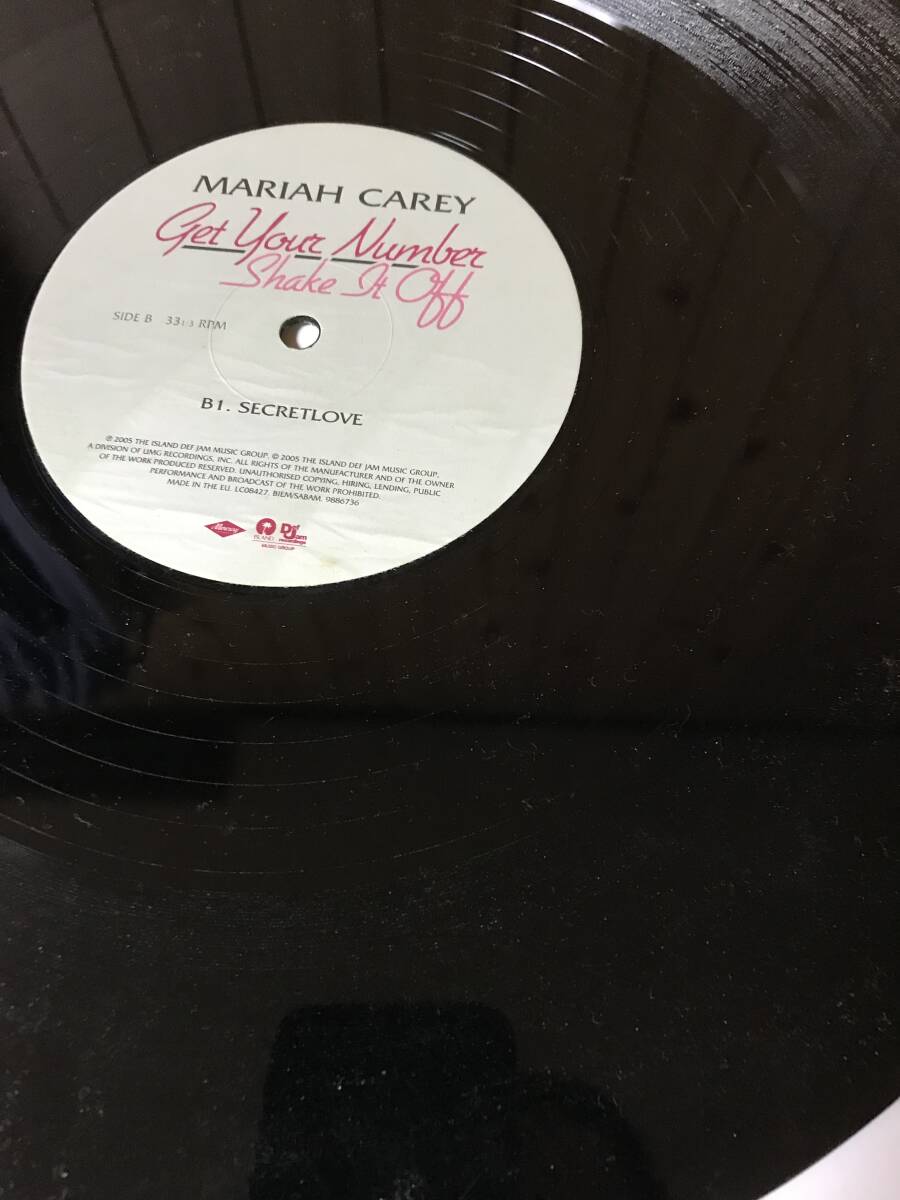 MARIAH CAREY
Get Your Number
Shake It Off
SIDE B 33 1/3 RPM
B1. SECRETLOVE
℗ 2005 THE ISLAND DEF JAM MUSIC GROUP, © 2005 THE ISLAND DEF JAM MUSIC GROUP,
A DIVISION OF UMG RECORDINGS, INC. ALL RIGHTS OF THE MANUFACTURER AND OF THE OWNER
OF THE WORK PRODUCED RESERVED. UNAUTHORISED COPYING, HIRING, LENDING, PUBLIC
PERFORMANCE AND BROADCAST OF THE WORK PROHIBITED.
MADE IN THE EU. LC08427. BIEM/SABAM. 9886736
Mercury
ISLAND
Def Jam
recordings
MUSIC GROUP